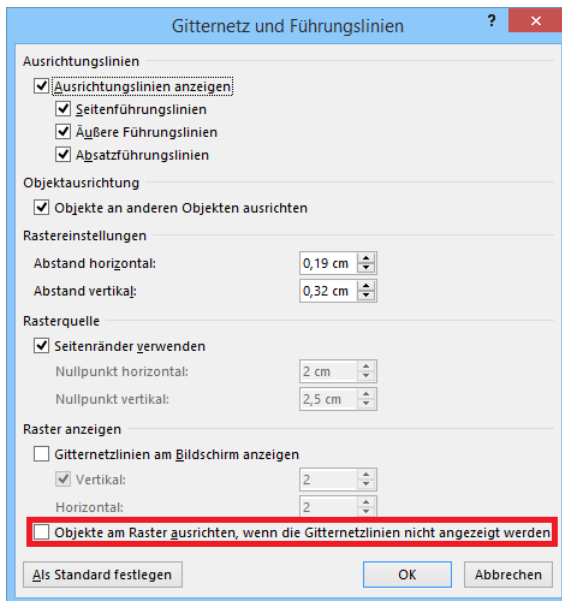 Gitternetz und Führungslinien
Ausrichtungslinien
Ausrichtungslinien anzeigen
Seitenführungslinien
Äußere Führungslinien
Absatzführungslinien
Objektausrichtung
Objekte an anderen Objekten ausrichten
Rastereinstellungen
Abstand horizontal: 0,19 cm
Abstand vertikal: 0,32 cm
Rasterquelle
Seitenränder verwenden
Nullpunkt horizontal: 2 cm
Nullpunkt vertikal: 2,5 cm
Raster anzeigen
Gitternetzlinien am Bildschirm anzeigen
Vertikal: 2
Horizontal: 2
Objekte am Raster ausrichten, wenn die Gitternetzlinien nicht angezeigt werden
Als Standard festlegen OK Abbrechen